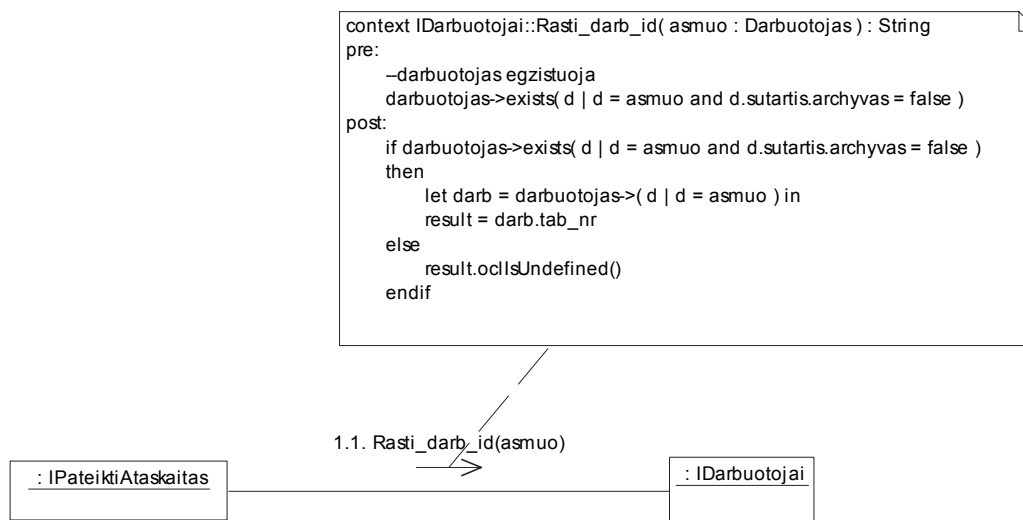 context IDarbuotojai::Rasti_darb_id( asmuo : Darbuotojas ) : String
pre:
--darbuotojas egzistuoja
darbuotojas->exists( d | d = asmuo and d.sutartis.archyvas = false )
post:
if darbuotojas->exists( d | d = asmuo and d.sutartis.archyvas = false )
then
let darb = darbuotojas->( d | d = asmuo ) in
result = darb.tab_nr
else
result.oclIsUndefined()
endif
1.1. Rasti_darb_id(asmuo)
: IPateiktiAtaskaitas
: IDarbuotojai